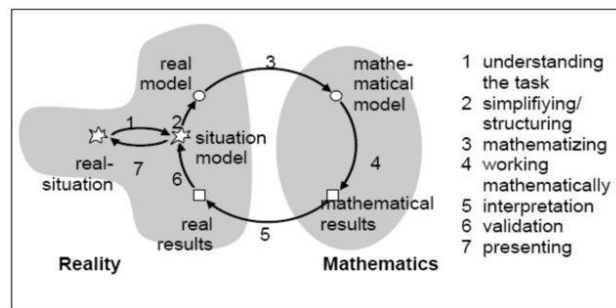 real
model
3
mathe-
matical
model
1
2
situation
model
real-
situation
7
6
4
real
results
5
mathematical
results
Reality
Mathematics
1 understanding
the task
2 simplifiying/
structuring
3 mathematizing
4 working
mathematically
5 interpretation
6 validation
7 presenting